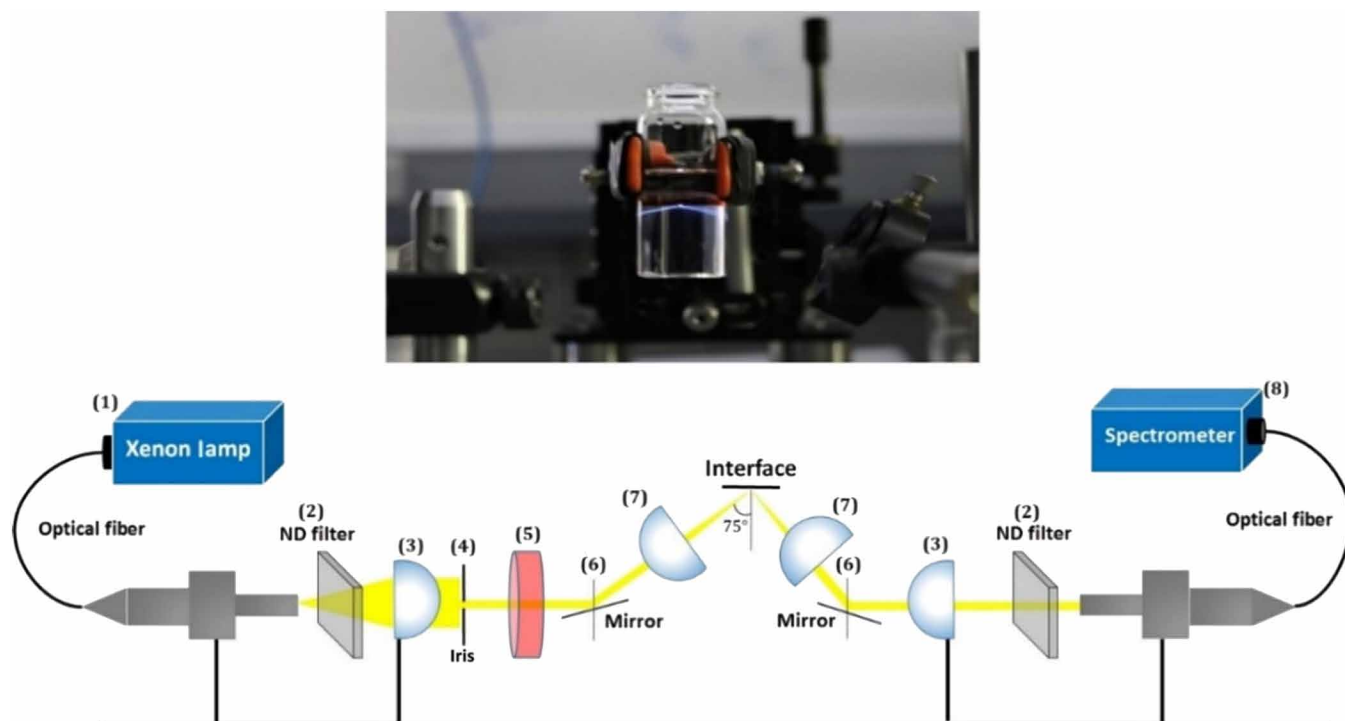 (1)
Xenon lamp
Optical fiber
(2)
ND filter
(3)
(4)
Iris
(5)
(6)
Mirror
(7)
Interface
75°
(7)
(6)
Mirror
(3)
(2)
ND filter
(8)
Spectrometer
Optical fiber